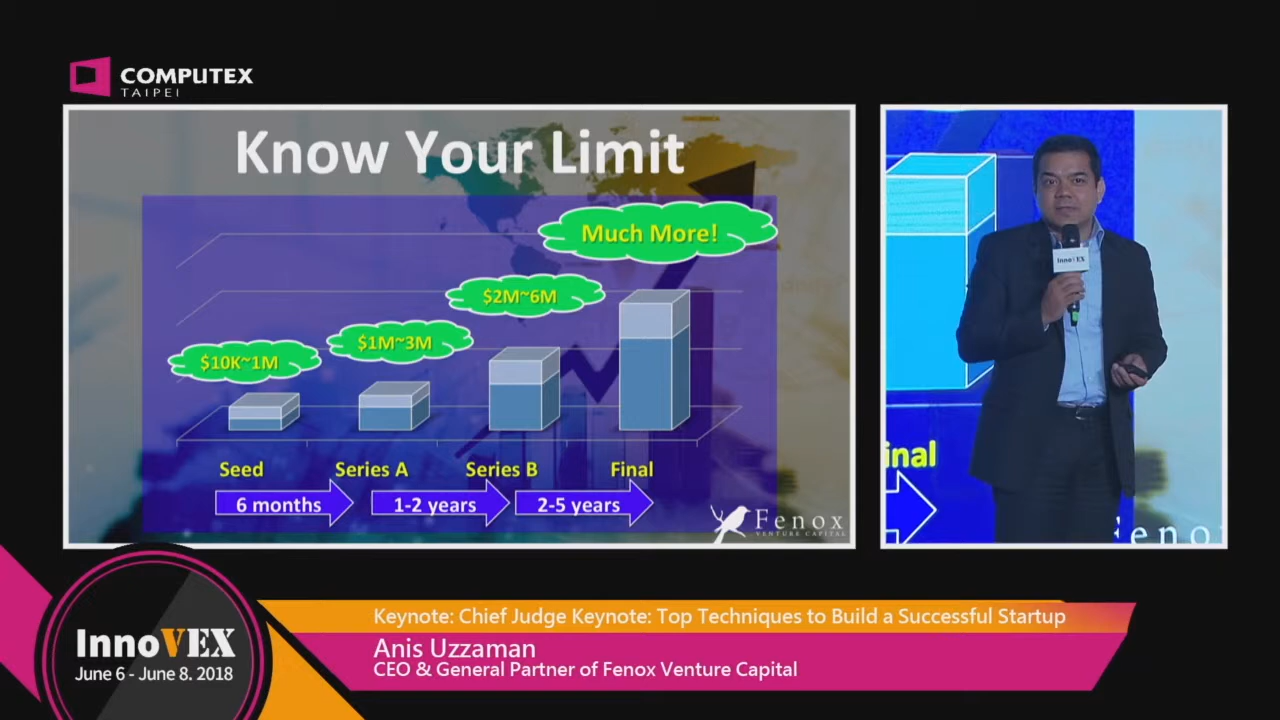 COMPUTEX
TAIPEI
Know Your Limit
Much More!
$2M~6M
$1M~3M
$10K~1M
Seed
Series A
Series B
Final
6 months
1-2 years
2-5 years
Fenox
VENTURE CAPITAL
InnoVEX
inal
Feno
InnoVEX
June 6 - June 8. 2018
Keynote: Chief Judge Keynote: Top Techniques to Build a Successful Startup
Anis Uzzaman
CEO & General Partner of Fenox Venture Capital